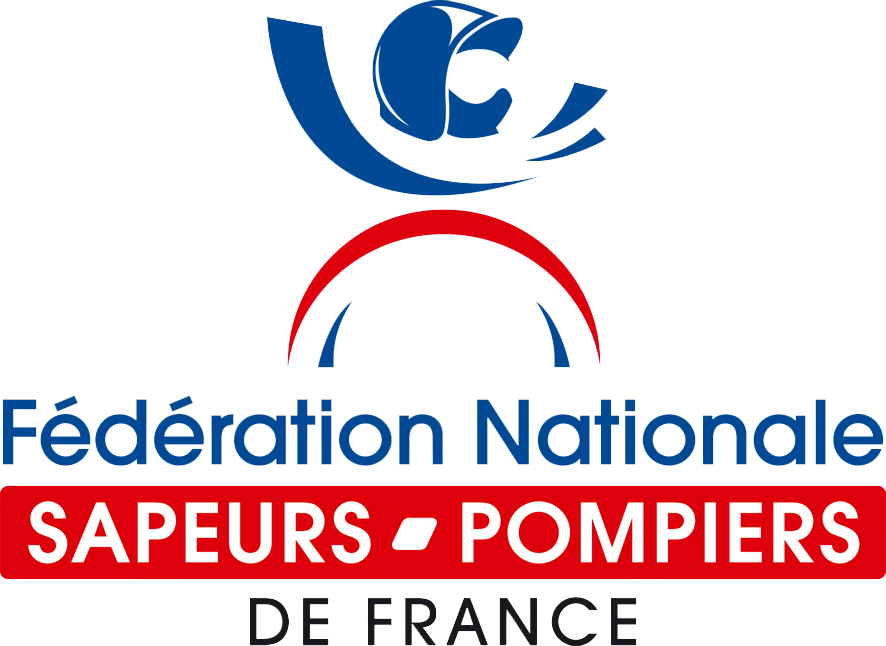 Fédération Nationale
SAPEURS-POMPIERS
DE FRANCE